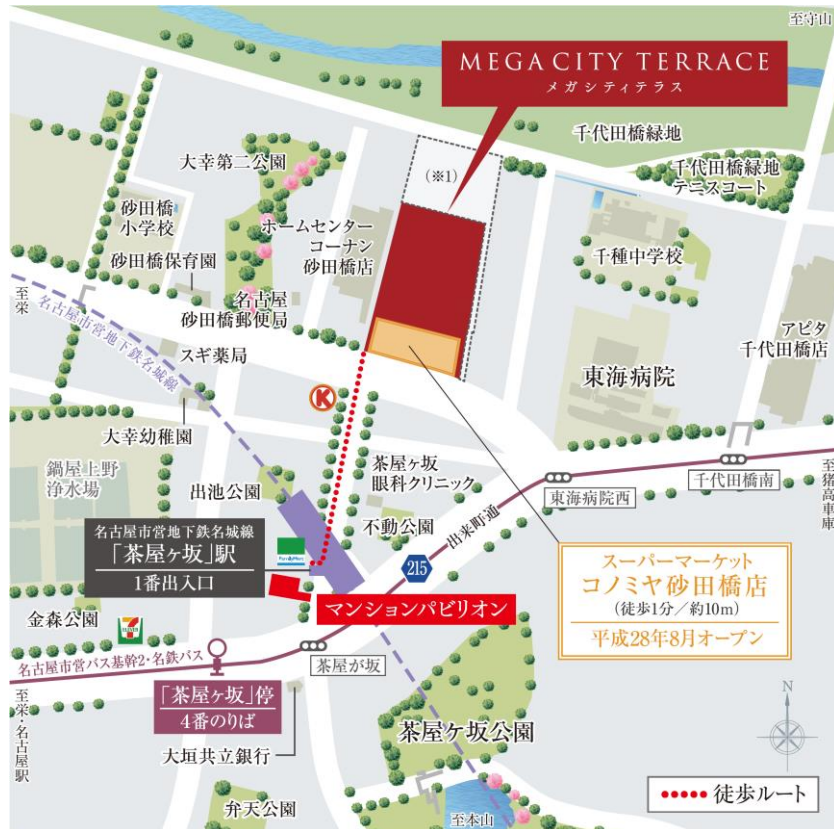 至守山
MEGA CITY TERRACE
メガシティテラス
千代田橋緑地
大幸第二公園
(※1)
千代田橋緑地
テニスコート
砂田橋
小学校
ホームセンター
コーナン
砂田橋店
千種中学校
砂田橋保育園
至栄
名古屋市営地下鉄名城線
名古屋
砂田橋郵便局
アピタ
千代田橋店
スギ薬局
東海病院
K
大幸幼稚園
鍋屋上野
浄水場
出池公園
茶屋ヶ坂
眼科クリニック
東海病院西
千代田橋南
至猪高車庫
不動公園
出来町通
名古屋市営地下鉄名城線
「茶屋ヶ坂」駅
1番出入口
FamilyMart
215
スーパーマーケット
コノミヤ砂田橋店
(徒歩1分/約10m)
平成28年8月オープン
マンションパビリオン
金森公園
7 ELEVEN
名古屋市営バス基幹2・名鉄バス
茶屋が坂
至栄・名古屋駅
「茶屋ヶ坂」停
4番のりば
大垣共立銀行
茶屋ケ坂公園
N
弁天公園
至本山
徒歩ルート